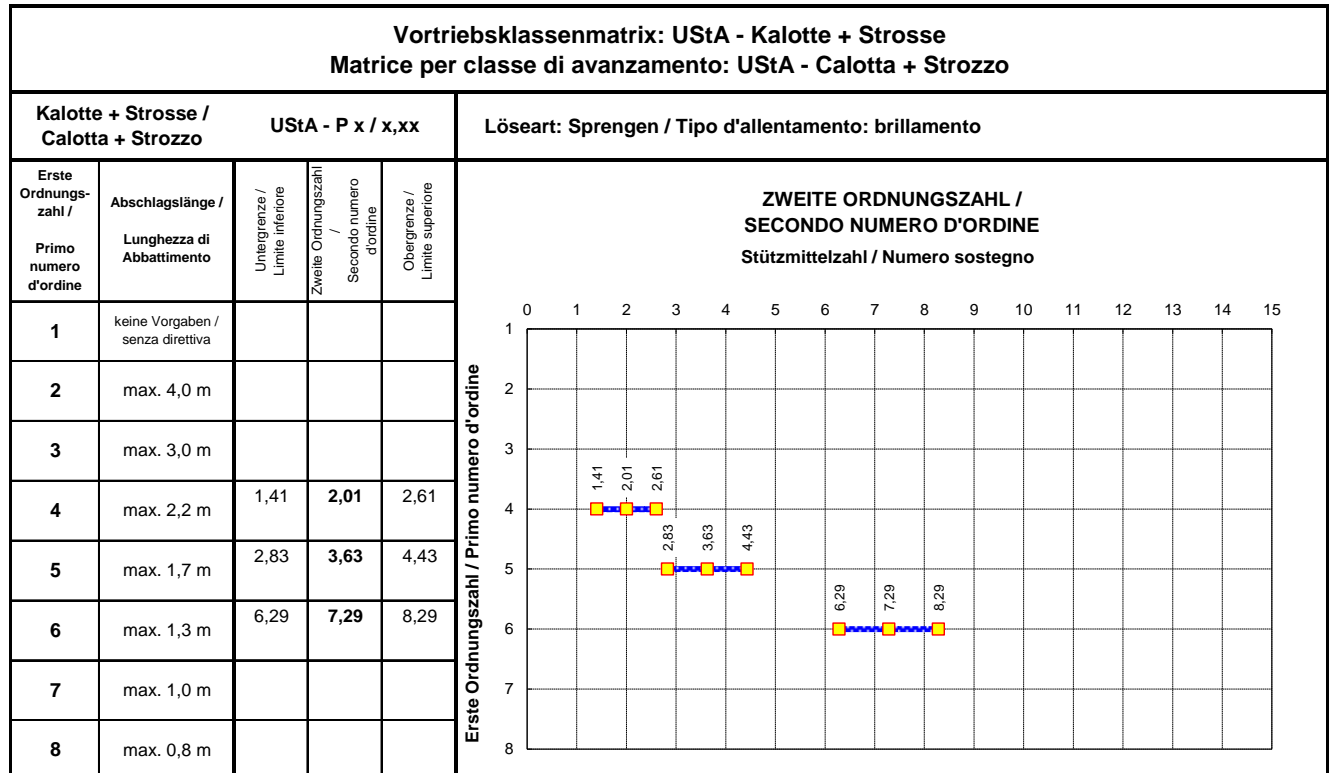 Vortriebsklassenmatrix: UStA - Kalotte + Strosse
Matrice per classe di avanzamento: UStA - Calotta + Strozzo
Kalotte + Strosse /
Calotta + Strozzo
UStA - P x / x,xx
Löseart: Sprengen / Tipo d'allentamento: brillamento
Erste
Ordnungs-
zahl /
Primo
numero
d'ordine
Abschlagslänge /
Lunghezza di
Abbattimento
Untergrenze /
Limite inferiore
Zweite Ordnungszahl
/
Secondo numero
d'ordine
Obergrenze /
Limite superiore
1
keine Vorgaben /
senza direttiva
2 max. 4,0 m
3 max. 3,0 m
4 max. 2,2 m 1,41 2,01 2,61
5 max. 1,7 m 2,83 3,63 4,43
6 max. 1,3 m 6,29 7,29 8,29
7 max. 1,0 m
8 max. 0,8 m
ZWEITE ORDNUNGSZAHL /
SECONDO NUMERO D'ORDINE
Stützmittelzahl / Numero sostegno
0 1 2 3 4 5 6 7 8 9 10 11 12 13 14 15
Erste Ordnungszahl / Primo numero d'ordine
1
2
3
4
5
6
7
8
1,41 2,01 2,61
2,83 3,63 4,43
6,29 7,29 8,29